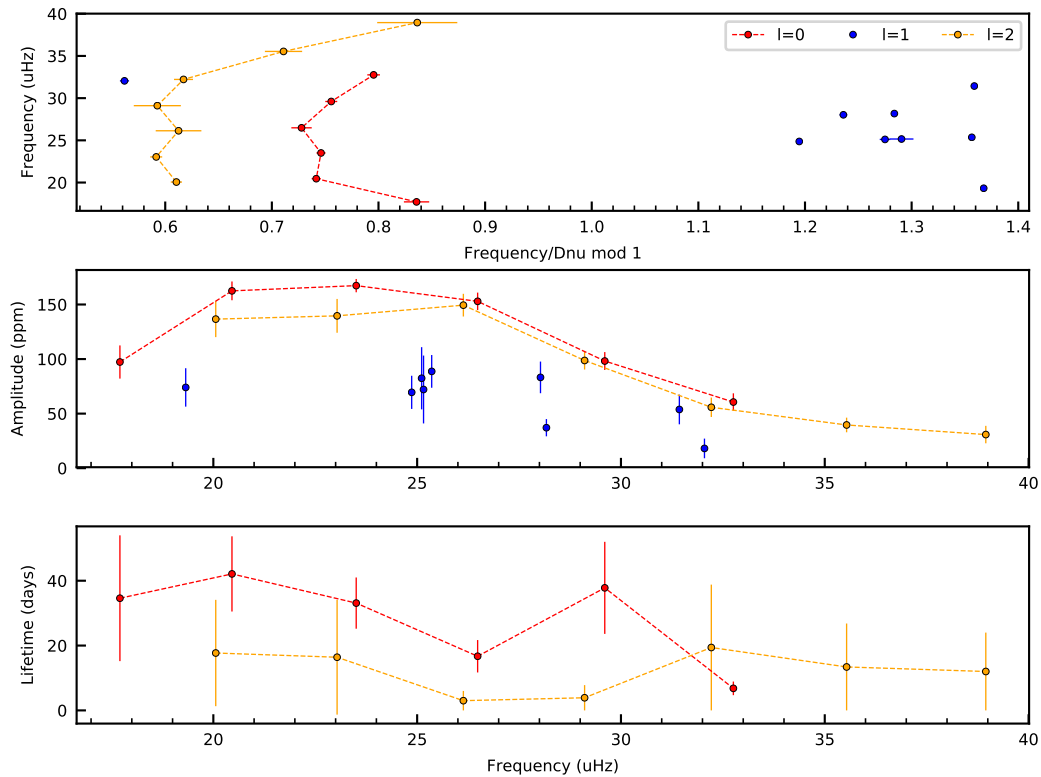 40
35
30
25
20
Frequency (uHz)
l=0 l=1 l=2
0.6 0.7 0.8 0.9 1.0 1.1 1.2 1.3 1.4
Frequency/Dnu mod 1
150
100
50
0
Amplitude (ppm)
20 25 30 35 40
40
20
0
Lifetime (days)
20 25 30 35 40
Frequency (uHz)